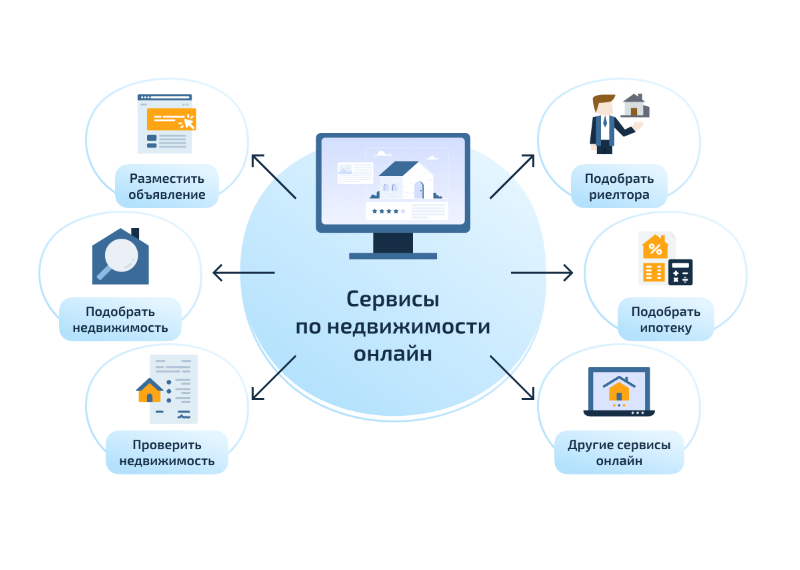 Разместить
объявление
Подобрать
риелтора
Подобрать
недвижимость
Сервисы
по недвижимости
онлайн
%
Подобрать
ипотеку
Проверить
недвижимость
Другие сервисы
онлайн